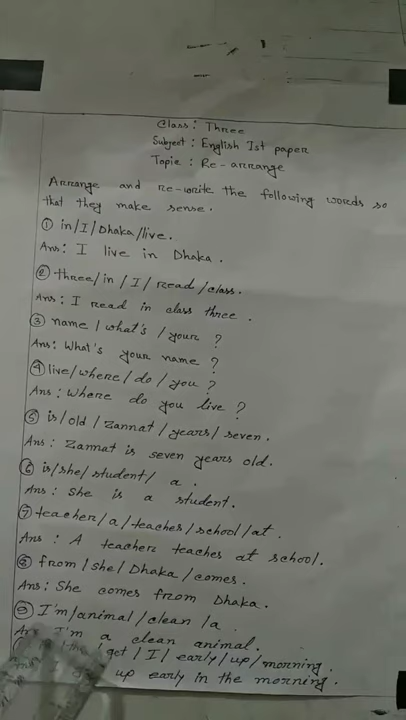 Class: Three
Subject: English 1st paper
Topic: Re-arrange
Arrange and re-write the following words so
that they make sense.
① in/I/Dhaka/live.
Ans: I live in Dhaka.
② three/in/I/read/class.
Ans: I read in class three.
③ name/what's/your?
Ans: What's your name?
④ live/where/do/you?
Ans: Where do you live?
⑤ is/old/Zannat/years/seven.
Ans: Zannat is seven years old.
⑥ is/she/student/a.
Ans: She is a student.
⑦ teacher/a/teaches/school/at.
Ans: A teacher teaches at school.
⑧ from/she/Dhaka/comes.
Ans: She comes from Dhaka.
⑨ I'm/animal/clean/a
Ans: I'm a clean animal.
get/I/early/up/morning.
up early in the morning.